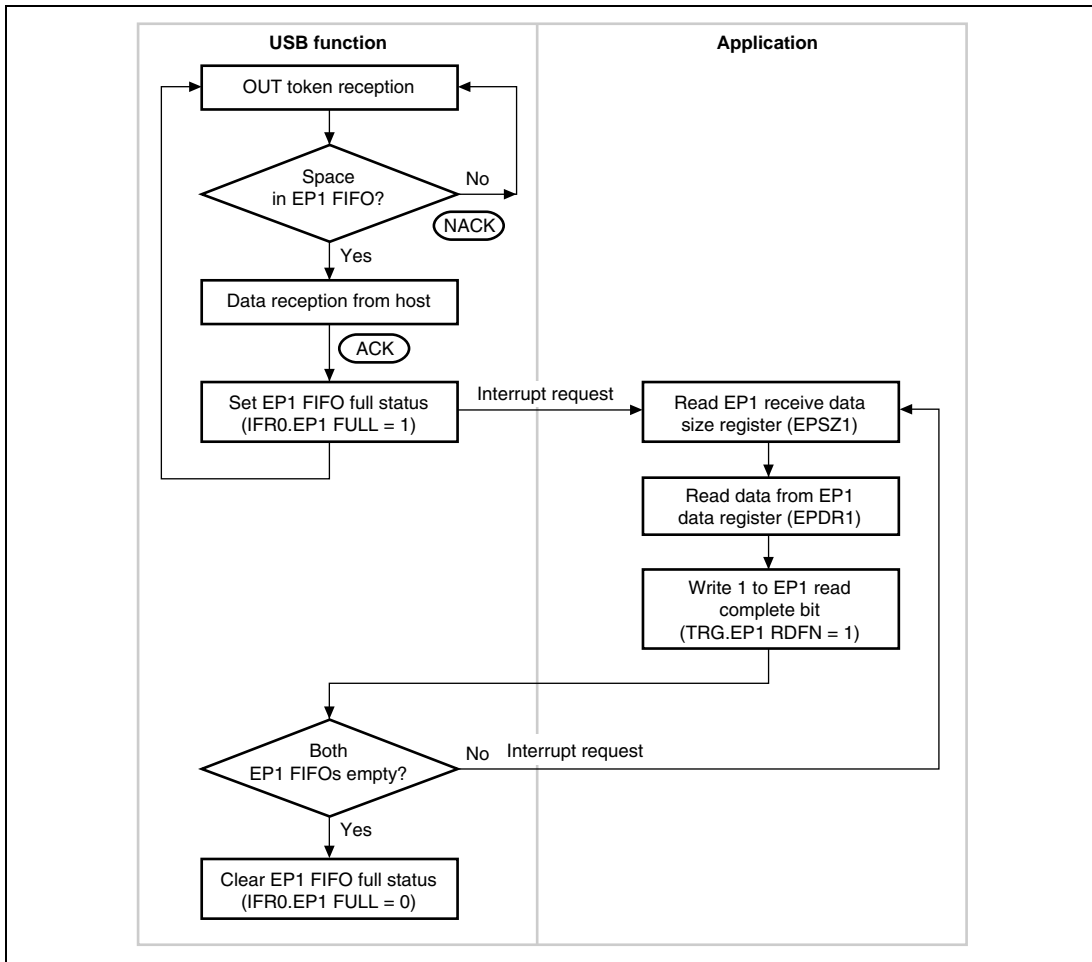 USB function
Application
OUT token reception
Space
in EP1 FIFO?
No
NACK
Yes
Data reception from host
ACK
Set EP1 FIFO full status
(IFR0.EP1 FULL = 1)
Interrupt request
Read EP1 receive data
size register (EPSZ1)
Read data from EP1
data register (EPDR1)
Write 1 to EP1 read
complete bit
(TRG.EP1 RDFN = 1)
Both
EP1 FIFOs empty?
No
Interrupt request
Yes
Clear EP1 FIFO full status
(IFR0.EP1 FULL = 0)